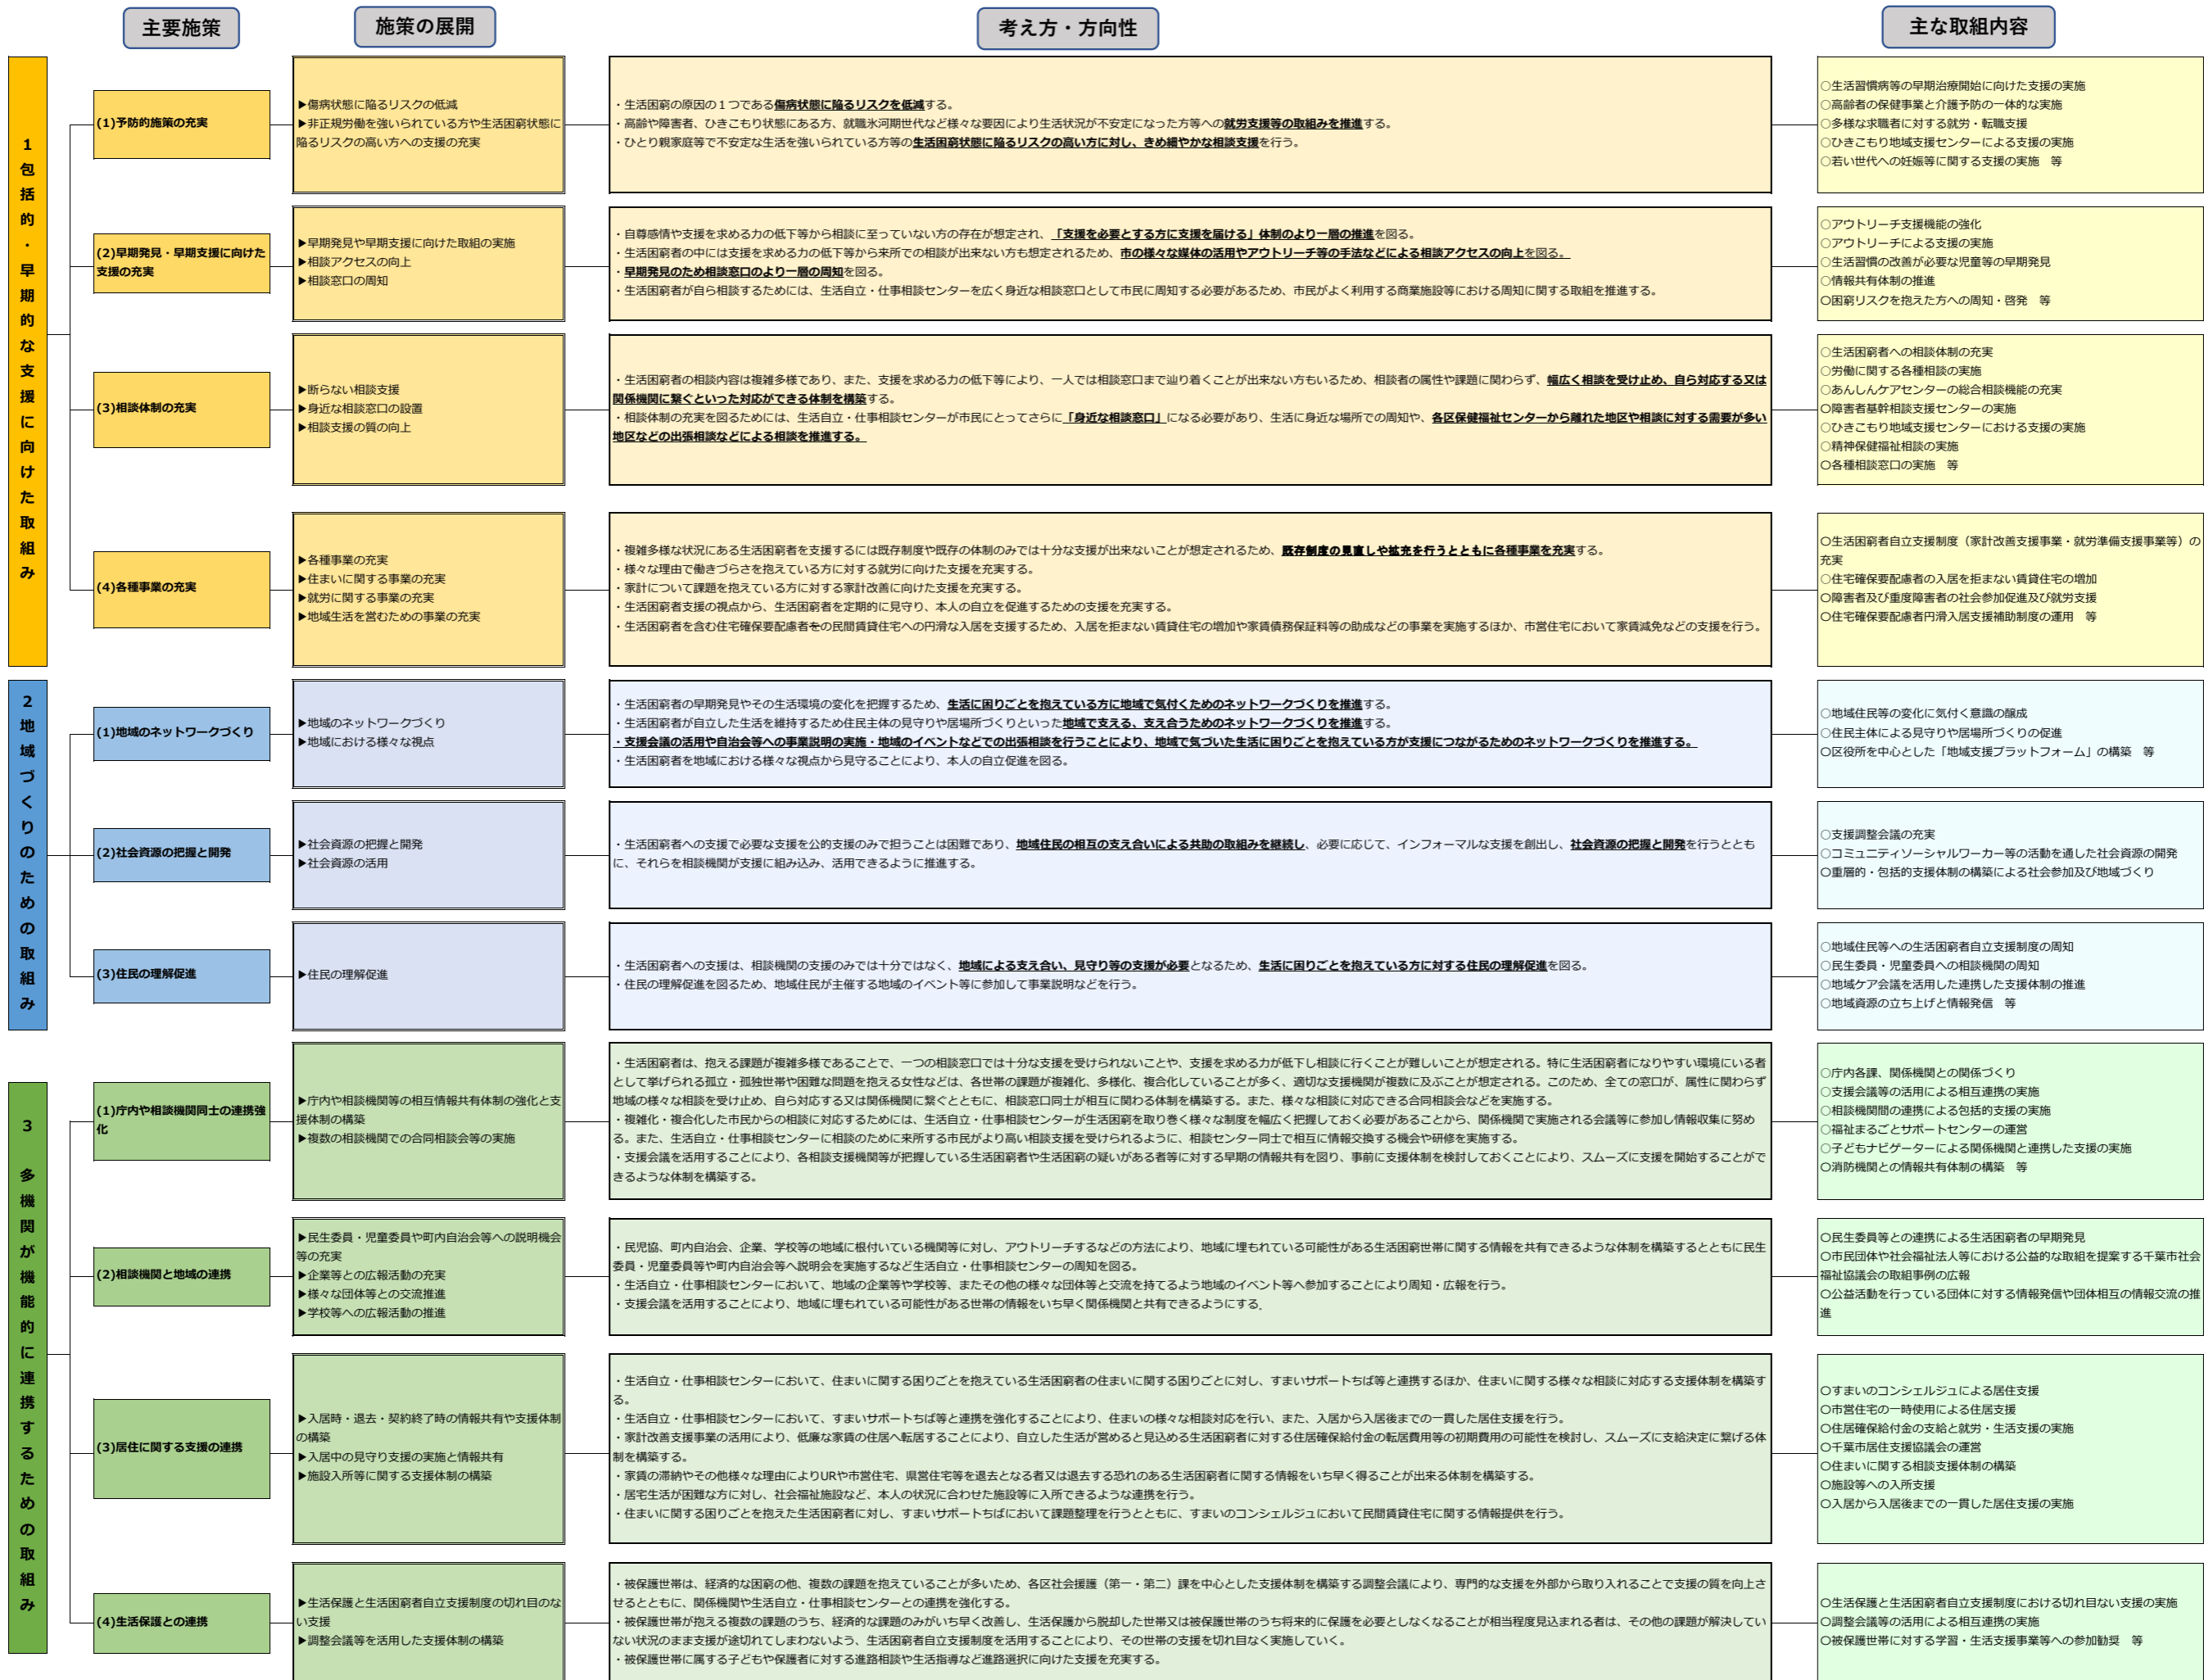 主要施策
施策の展開
考え方・方向性
主な取組内容
1包括的・早期的な支援に向けた取組み
(1)予防的施策の充実
▶傷病状態に陥るリスクの低減
▶非正規労働を強いられている方や生活困窮状態に
陥るリスクの高い方への支援の充実
・生活困窮の原因の１つである傷病状態に陥るリスクを低減する。
・高齢や障害者、ひきこもり状態にある方、就職氷河期世代など様々な要因により生活状況が不安定になった方等への就労支援等の取組みを推進する。
・ひとり親家庭等で不安定な生活を強いられている方等の生活困窮状態に陥るリスクの高い方に対し、きめ細やかな相談支援を行う。
○生活習慣病等の早期治療開始に向けた支援の実施
○高齢者の保健事業と介護予防の一体的な実施
○多様な求職者に対する就労・転職支援
○ひきこもり地域支援センターによる支援の実施
○若い世代への妊娠等に関する支援の実施　等
(2)早期発見・早期支援に向けた
支援の充実
▶早期発見や早期支援に向けた取組の実施
▶相談アクセスの向上
▶相談窓口の周知
・自尊感情や支援を求める力の低下等から相談に至っていない方の存在が想定され、「支援を必要とする方に支援を届ける」体制のより一層の推進を図る。
・生活困窮者の中には支援を求める力の低下等から来所での相談が出来ない方も想定されるため、市の様々な媒体の活用やアウトリーチ等の手法などによる相談アクセスの向上を図る。
・早期発見のため相談窓口のより一層の周知を図る。
・生活困窮者が自ら相談するためには、生活自立・仕事相談センターを広く身近な相談窓口として市民に周知する必要があるため、市民がよく利用する商業施設等における周知に関する取組を推進する。
○アウトリーチ支援機能の強化
○アウトリーチによる支援の実施
○生活習慣の改善が必要な児童等の早期発見
○情報共有体制の推進
〇困窮リスクを抱えた方への周知・啓発　等
(3)相談体制の充実
▶断らない相談支援
▶身近な相談窓口の設置
▶相談支援の質の向上
・生活困窮者の相談内容は複雑多様であり、また、支援を求める力の低下等により、一人では相談窓口まで辿り着くことが出来ない方もいるため、相談者の属性や課題に関わらず、幅広く相談を受け止め、自ら対応する又は
関係機関に繋ぐといった対応ができる体制を構築する。
・相談体制の充実を図るためには、生活自立・仕事相談センターが市民にとってさらに「身近な相談窓口」になる必要があり、生活に身近な場所での周知や、各区保健福祉センターから離れた地区や相談に対する需要が多い
地区などの出張相談などによる相談を推進する。
○生活困窮者への相談体制の充実
○労働に関する各種相談の実施
○あんしんケアセンターの総合相談機能の充実
〇障害者基幹相談支援センターの実施
○ひきこもり地域支援センターにおける支援の実施
○精神保健福祉相談の実施
〇各種相談窓口の実施　等
(4)各種事業の充実
▶各種事業の充実
▶住まいに関する事業の充実
▶就労に関する事業の充実
▶地域生活を営むための事業の充実
・複雑多様な状況にある生活困窮者を支援するには既存制度や既存の体制のみでは十分な支援が出来ないことが想定されるため、既存制度の見直しや拡充を行うとともに各種事業を充実する。
・様々な理由で働きづらさを抱えている方に対する就労に向けた支援を充実する。
・家計について課題を抱えている方に対する家計改善に向けた支援を充実する。
・生活困窮者支援の視点から、生活困窮者を定期的に見守り、本人の自立を促進するための支援を充実する。
・生活困窮者を含む住宅確保要配慮者をの民間賃貸住宅への円滑な入居を支援するため、入居を拒まない賃貸住宅の増加や家賃債務保証料等の助成などの事業を実施するほか、市営住宅において家賃減免などの支援を行う。
〇生活困窮者自立支援制度（家計改善支援事業・就労準備支援事業等）の
充実
〇住宅確保要配慮者の入居を拒まない賃貸住宅の増加
〇障害者及び重度障害者の社会参加促進及び就労支援
〇住宅確保要配慮者円滑入居支援補助制度の運用　等
2地域づくりのための取組み
(1)地域のネットワークづくり
▶地域のネットワークづくり
▶地域における様々な視点
・生活困窮者の早期発見やその生活環境の変化を把握するため、生活に困りごとを抱えている方に地域で気付くためのネットワークづくりを推進する。
・生活困窮者が自立した生活を維持するため住民主体の見守りや居場所づくりといった地域で支える、支え合うためのネットワークづくりを推進する。
・支援会議の活用や自治会等への事業説明の実施・地域のイベントなどでの出張相談を行うことにより、地域で気づいた生活に困りごとを抱えている方が支援につながるためのネットワークづくりを推進する。
・生活困窮者を地域における様々な視点から見守ることにより、本人の自立促進を図る。
○地域住民等の変化に気付く意識の醸成
○住民主体による見守りや居場所づくりの促進
〇区役所を中心とした「地域支援プラットフォーム」の構築　等
(2)社会資源の把握と開発
▶社会資源の把握と開発
▶社会資源の活用
・生活困窮者への支援で必要な支援を公的支援のみで担うことは困難であり、地域住民の相互の支え合いによる共助の取組みを継続し、必要に応じて、インフォーマルな支援を創出し、社会資源の把握と開発を行うととも
に、それらを相談機関が支援に組み込み、活用できるように推進する。
○支援調整会議の充実
○コミュニティソーシャルワーカー等の活動を通した社会資源の開発
〇重層的・包括的支援体制の構築による社会参加及び地域づくり
(3)住民の理解促進
▶住民の理解促進
・生活困窮者への支援は、相談機関の支援のみでは十分ではなく、地域による支え合い、見守り等の支援が必要となるため、生活に困りごとを抱えている方に対する住民の理解促進を図る。
・住民の理解促進を図るため、地域住民が主催する地域のイベント等に参加して事業説明などを行う。
○地域住民等への生活困窮者自立支援制度の周知
○民生委員・児童委員への相談機関の周知
○地域ケア会議を活用した連携した支援体制の推進
○地域資源の立ち上げと情報発信　等
3　多機関が機能的に連携するための取組み
(1)庁内や相談機関同士の連携強
化
▶庁内や相談機関等の相互情報共有体制の強化と支
援体制の構築
▶複数の相談機関での合同相談会等の実施
・生活困窮者は、抱える課題が複雑多様であることで、一つの相談窓口では十分な支援を受けられないことや、支援を求める力が低下し相談に行くことが難しいことが想定される。特に生活困窮者になりやすい環境にいる者
として挙げられる孤立・孤独世帯や困難な問題を抱える女性などは、各世帯の課題が複雑化、多様化、複合化していることが多く、適切な支援機関が複数に及ぶことが想定される。このため、全ての窓口が、属性に関わらず
地域の様々な相談を受け止め、自ら対応する又は関係機関に繋ぐとともに、相談窓口同士が相互に関わる体制を構築する。また、様々な相談に対応できる合同相談会などを実施する。
・複雑化・複合化した市民からの相談に対応するためには、生活自立・仕事相談センターが生活困窮を取り巻く様々な制度を幅広く把握しておく必要があることから、関係機関で実施される会議等に参加し情報収集に努め
る。また、生活自立・仕事相談センターに相談のために来所する市民がより高い相談支援を受けられるように、相談センター同士で相互に情報交換する機会や研修を実施する。
・支援会議を活用することにより、各相談支援機関等が把握している生活困窮者や生活困窮の疑いがある者等に対する早期の情報共有を図り、事前に支援体制を検討しておくことにより、スムーズに支援を開始することがで
きるような体制を構築する。
○庁内各課、関係機関との関係づくり
○支援会議等の活用による相互連携の実施
○相談機関間の連携による包括的支援の実施
○福祉まるごとサポートセンターの運営
○子どもナビゲーターによる関係機関と連携した支援の実施
〇消防機関との情報共有体制の構築　等
(2)相談機関と地域の連携
▶民生委員・児童委員や町内自治会等への説明機会
等の充実
▶企業等との広報活動の充実
▶様々な団体等との交流推進
▶学校等への広報活動の推進
・民児協、町内自治会、企業、学校等の地域に根付いている機関等に対し、アウトリーチするなどの方法により、地域に埋もれている可能性がある生活困窮世帯に関する情報を共有できるような体制を構築するとともに民生
委員・児童委員等や町内自治会等へ説明会を実施するなど生活自立・仕事相談センターの周知を図る。
・生活自立・仕事相談センターにおいて、地域の企業等や学校等、またその他の様々な団体等と交流を持てるよう地域のイベント等へ参加することにより周知・広報を行う。
・支援会議を活用することにより、地域に埋もれている可能性がある世帯の情報をいち早く関係機関と共有できるようにする。
〇民生委員等との連携による生活困窮者の早期発見
〇市民団体や社会福祉法人等における公益的な取組を提案する千葉市社会
福祉協議会の取組事例の広報
〇公益活動を行っている団体に対する情報発信や団体相互の情報交流の推
進
(3)居住に関する支援の連携
▶入居時・退去・契約終了時の情報共有や支援体制
の構築
▶入居中の見守り支援の実施と情報共有
▶施設入所等に関する支援体制の構築
・生活自立・仕事相談センターにおいて、住まいに関する困りごとを抱えている生活困窮者の住まいに関する困りごとに対し、すまいサポートちば等と連携するほか、住まいに関する様々な相談に対応する支援体制を構築す
る。
・生活自立・仕事相談センターにおいて、すまいサポートちば等と連携を強化することにより、住まいの様々な相談対応を行い、また、入居から入居後までの一貫した居住支援を行う。
・家計改善支援事業の活用により、低廉な家賃の住居へ転居することにより、自立した生活が営めると見込める生活困窮者に対する住居確保給付金の転居費用等の初期費用の可能性を検討し、スムーズに支給決定に繋げる体
制を構築する。
・家賃の滞納やその他様々な理由によりURや市営住宅、県営住宅等を退去となる者又は退去する恐れのある生活困窮者に関する情報をいち早く得ることが出来る体制を構築する。
・居宅生活が困難な方に対し、社会福祉施設など、本人の状況に合わせた施設等に入所できるような連携を行う。
・住まいに関する困りごとを抱えた生活困窮者に対し、すまいサポートちばにおいて課題整理を行うとともに、すまいのコンシェルジュにおいて民間賃貸住宅に関する情報提供を行う。
〇すまいのコンシェルジュによる居住支援
〇市営住宅の一時使用による住居支援
〇住居確保給付金の支給と就労・生活支援の実施
〇千葉市居住支援協議会の運営
〇住まいに関する相談支援体制の構築
〇施設等への入所支援
〇入居から入居後までの一貫した居住支援の実施
(4)生活保護との連携
▶生活保護と生活困窮者自立支援制度の切れ目のな
い支援
▶調整会議等を活用した支援体制の構築
・被保護世帯は、経済的な困窮の他、複数の課題を抱えていることが多いため、各区社会援護（第一・第二）課を中心とした支援体制を構築する調整会議により、専門的な支援を外部から取り入れることで支援の質を向上さ
せるとともに、関係機関や生活自立・仕事相談センターとの連携を強化する。
・被保護世帯が抱える複数の課題のうち、経済的な課題のみがいち早く改善し、生活保護から脱却した世帯又は被保護世帯のうち将来的に保護を必要としなくなることが相当程度見込まれる者は、その他の課題が解決してい
ない状況のまま支援が途切れてしまわないよう、生活困窮者自立支援制度を活用することにより、その世帯の支援を切れ目なく実施していく。
・被保護世帯に属する子どもや保護者に対する進路相談や生活指導など進路選択に向けた支援を充実する。
〇生活保護と生活困窮者自立支援制度における切れ目ない支援の実施
〇調整会議等の活用による相互連携の実施
〇被保護世帯に対する学習・生活支援事業等への参加勧奨　等